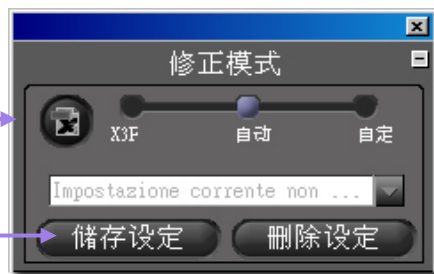 修正模式
X3F 自动 自定
Impostazione corrente non ...
储存设定 删除设定